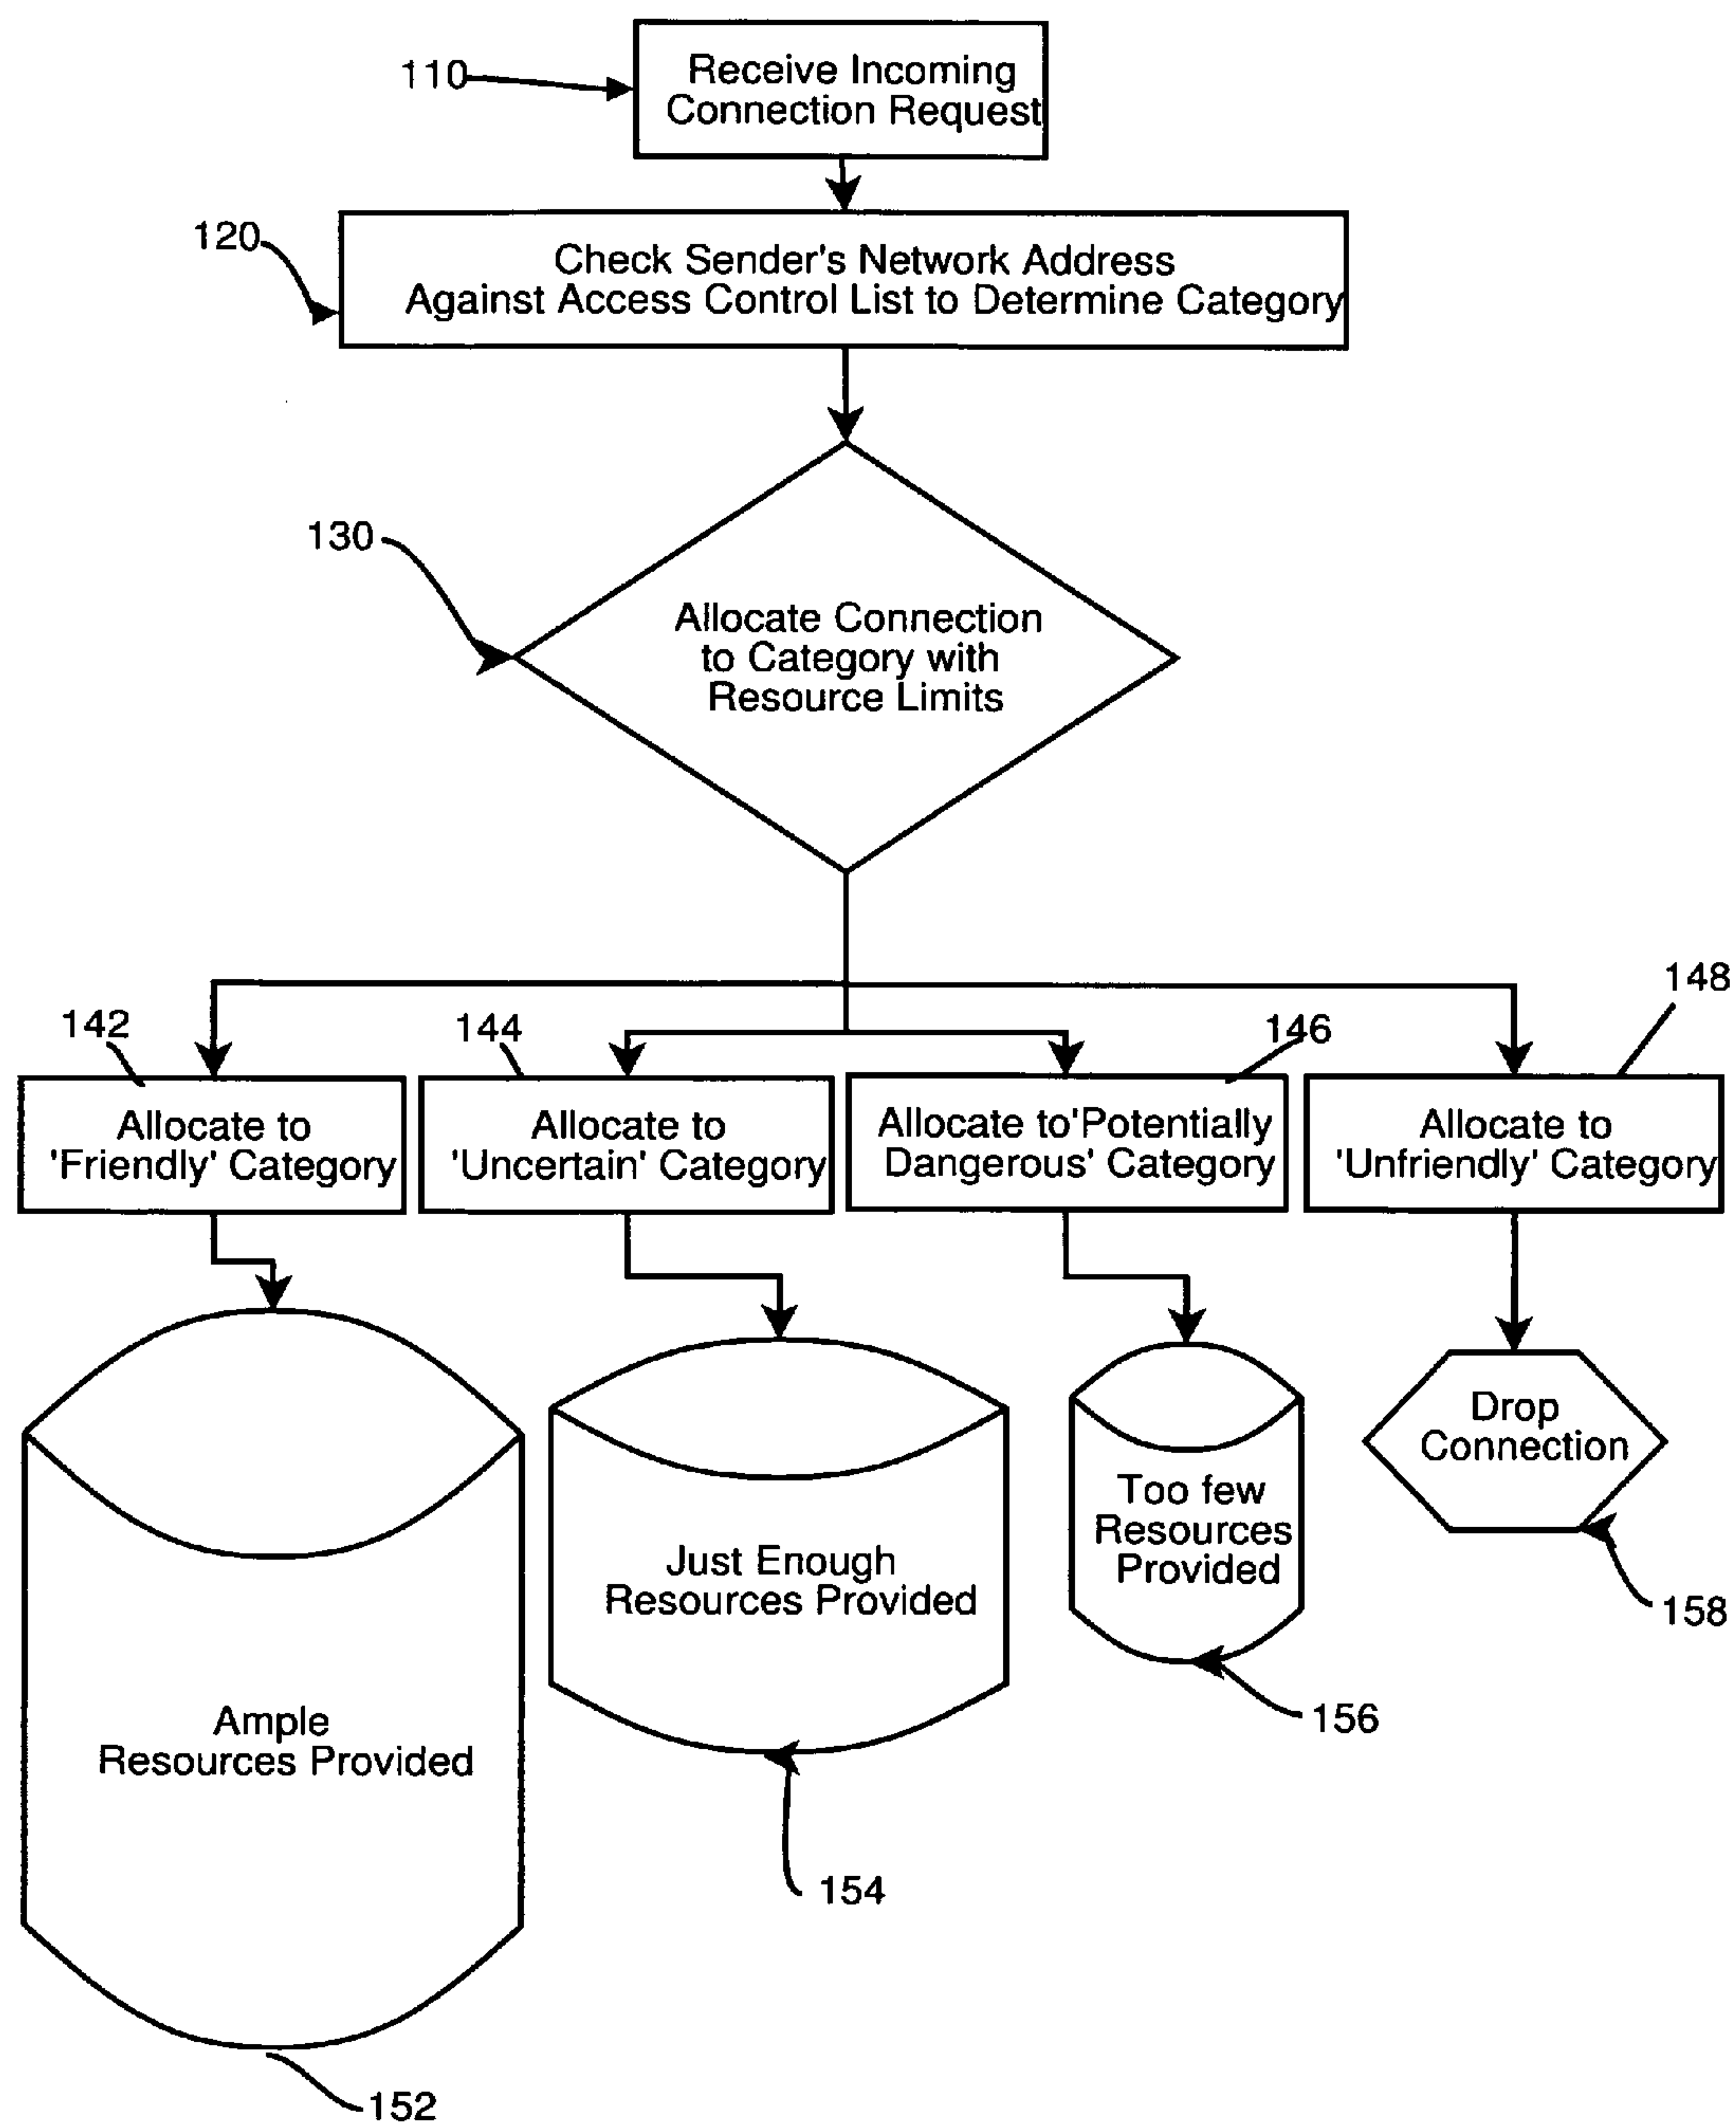 110
Receive Incoming
Connection Request
120
Check Sender's Network Address
Against Access Control List to Determine Category
130
Allocate Connection
to Category with
Resource Limits
142
144
146
148
Allocate to
'Friendly' Category
Allocate to
'Uncertain' Category
Allocate to'Potentially
Dangerous' Category
Allocate to
'Unfriendly' Category
Ample
Resources Provided
Just Enough
Resources Provided
Too few
Resources
Provided
Drop
Connection
158
156
154
152